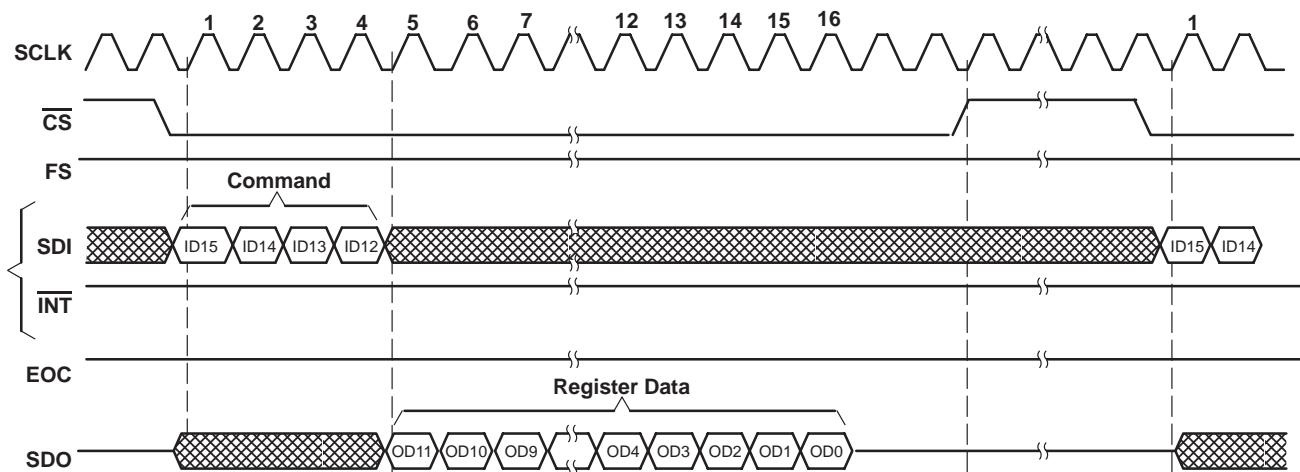 1 2 3 4 5 6 7 12 13 14 15 16 1
SCLK
CS
FS
Command
SDI ID15 ID14 ID13 ID12 ID15 ID14
INT
EOC
Register Data
SDO OD11 OD10 OD9 OD4 OD3 OD2 OD1 OD0